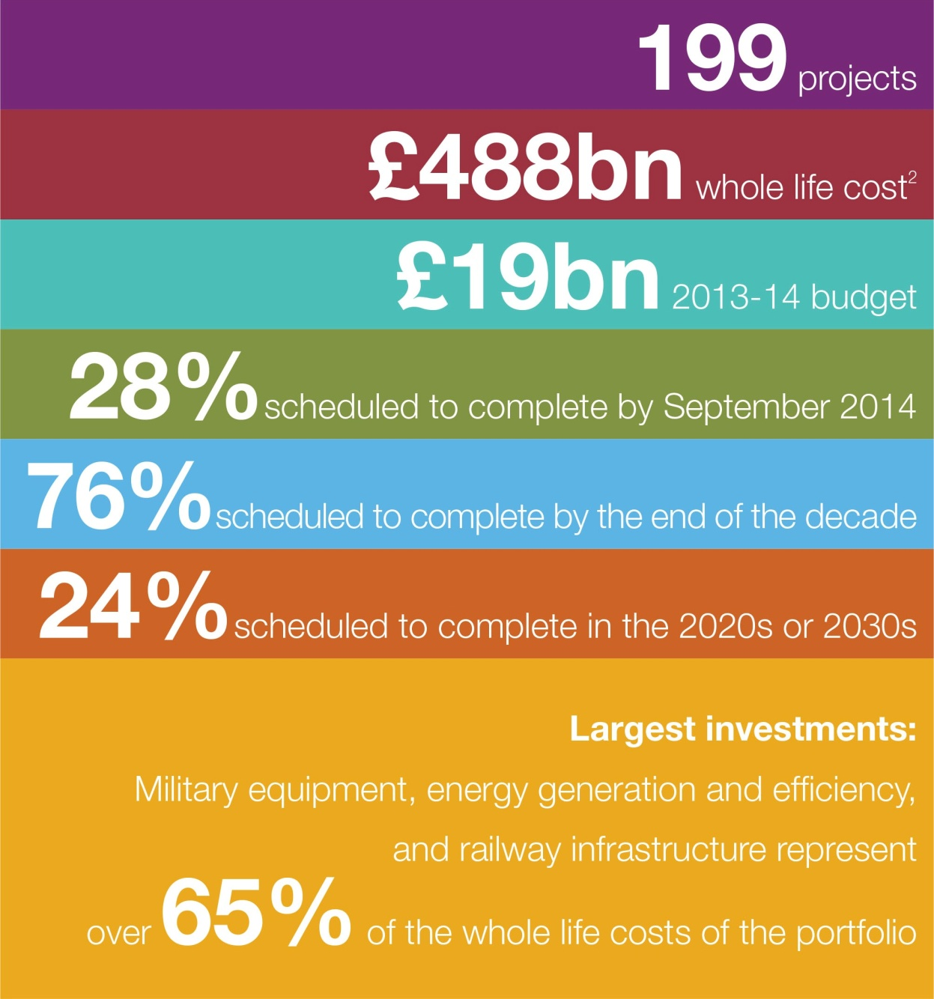 199 projects
£488bn whole life cost²
£19bn 2013-14 budget
28% scheduled to complete by September 2014
76% scheduled to complete by the end of the decade
24% scheduled to complete in the 2020s or 2030s
Largest investments:
Military equipment, energy generation and efficiency,
and railway infrastructure represent
over 65% of the whole life costs of the portfolio